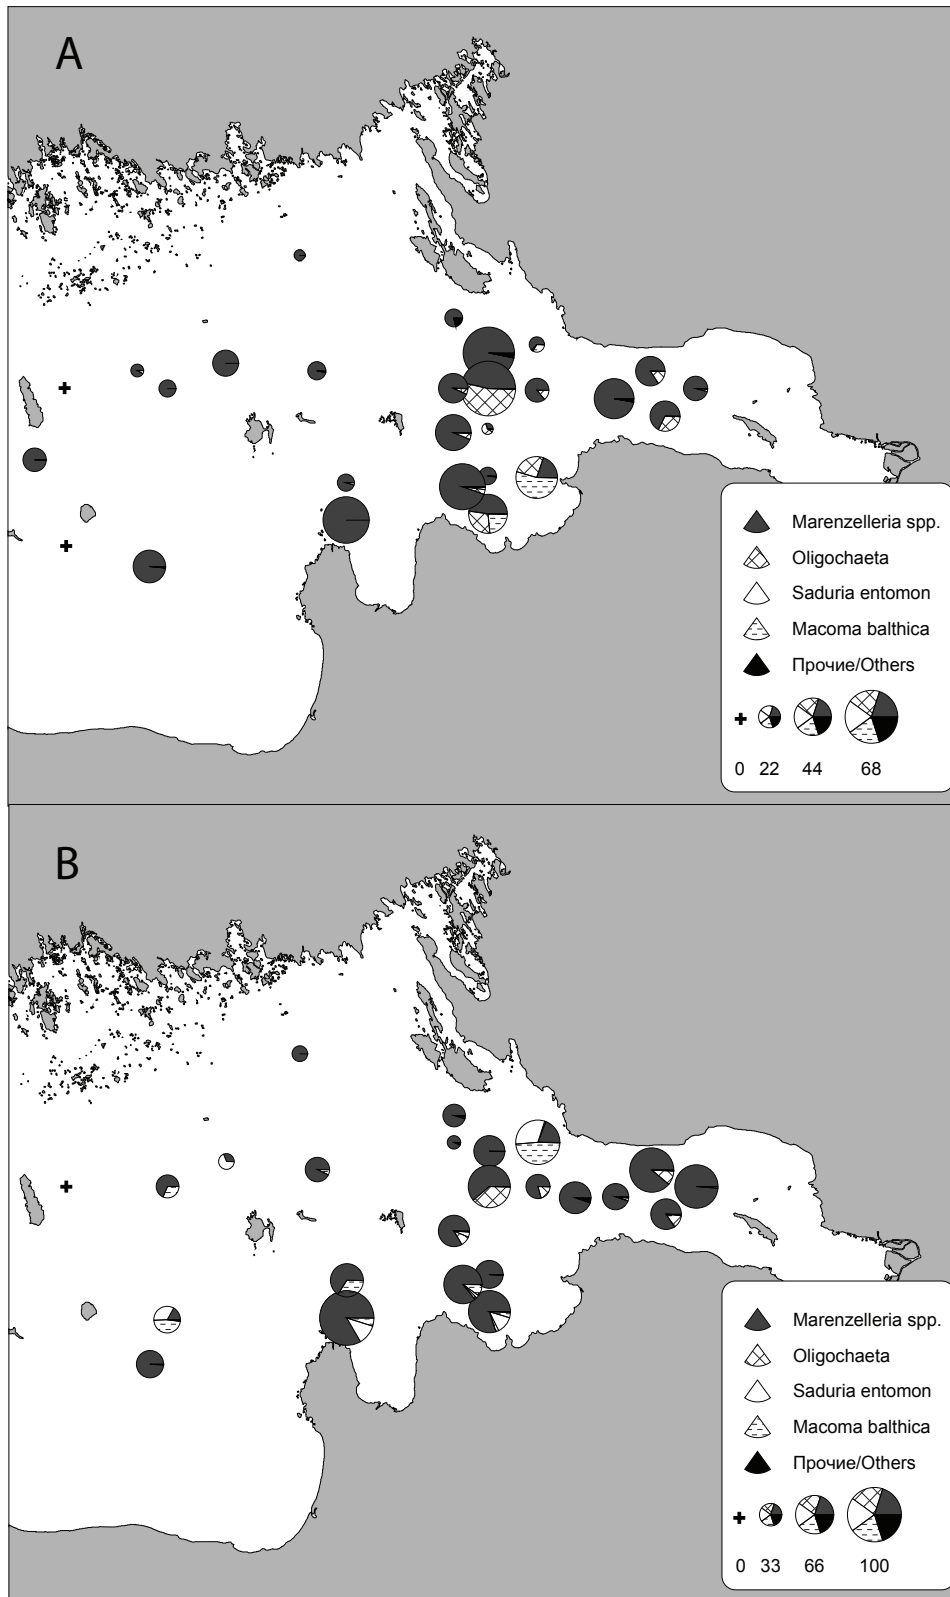 A
Marenzelleria spp.
Oligochaeta
Saduria entomon
Macoma balthica
Прочие/Others
0 22 44 68
B
Marenzelleria spp.
Oligochaeta
Saduria entomon
Macoma balthica
Прочие/Others
0 33 66 100